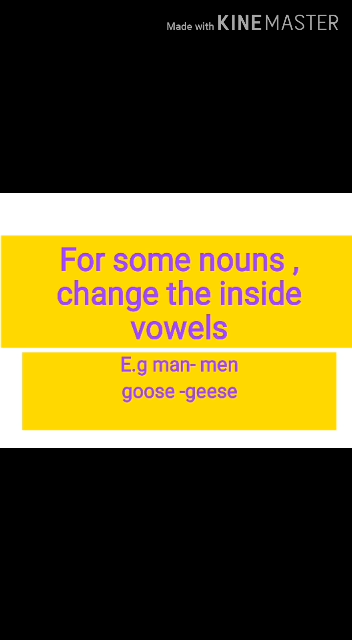 Made with KINEMASTER
For some nouns ,
change the inside
vowels
E.g man- men
goose -geese